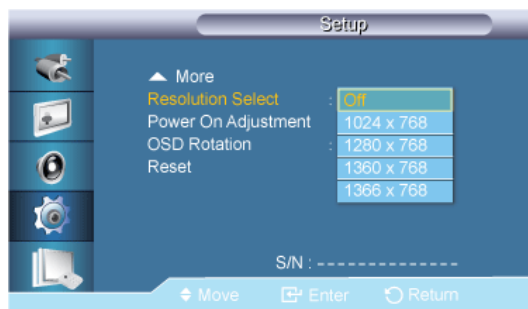 Setup
▲ More
Resolution Select : Off
Power On Adjustment 1024 x 768
OSD Rotation : 1280 x 768
Reset 1360 x 768
1366 x 768
S/N : - - - - - - - - - - - - - -
Move Enter Return